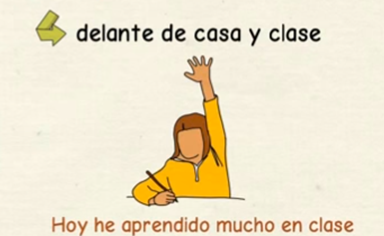 delante de casa y clase
Hoy he aprendido mucho en clase